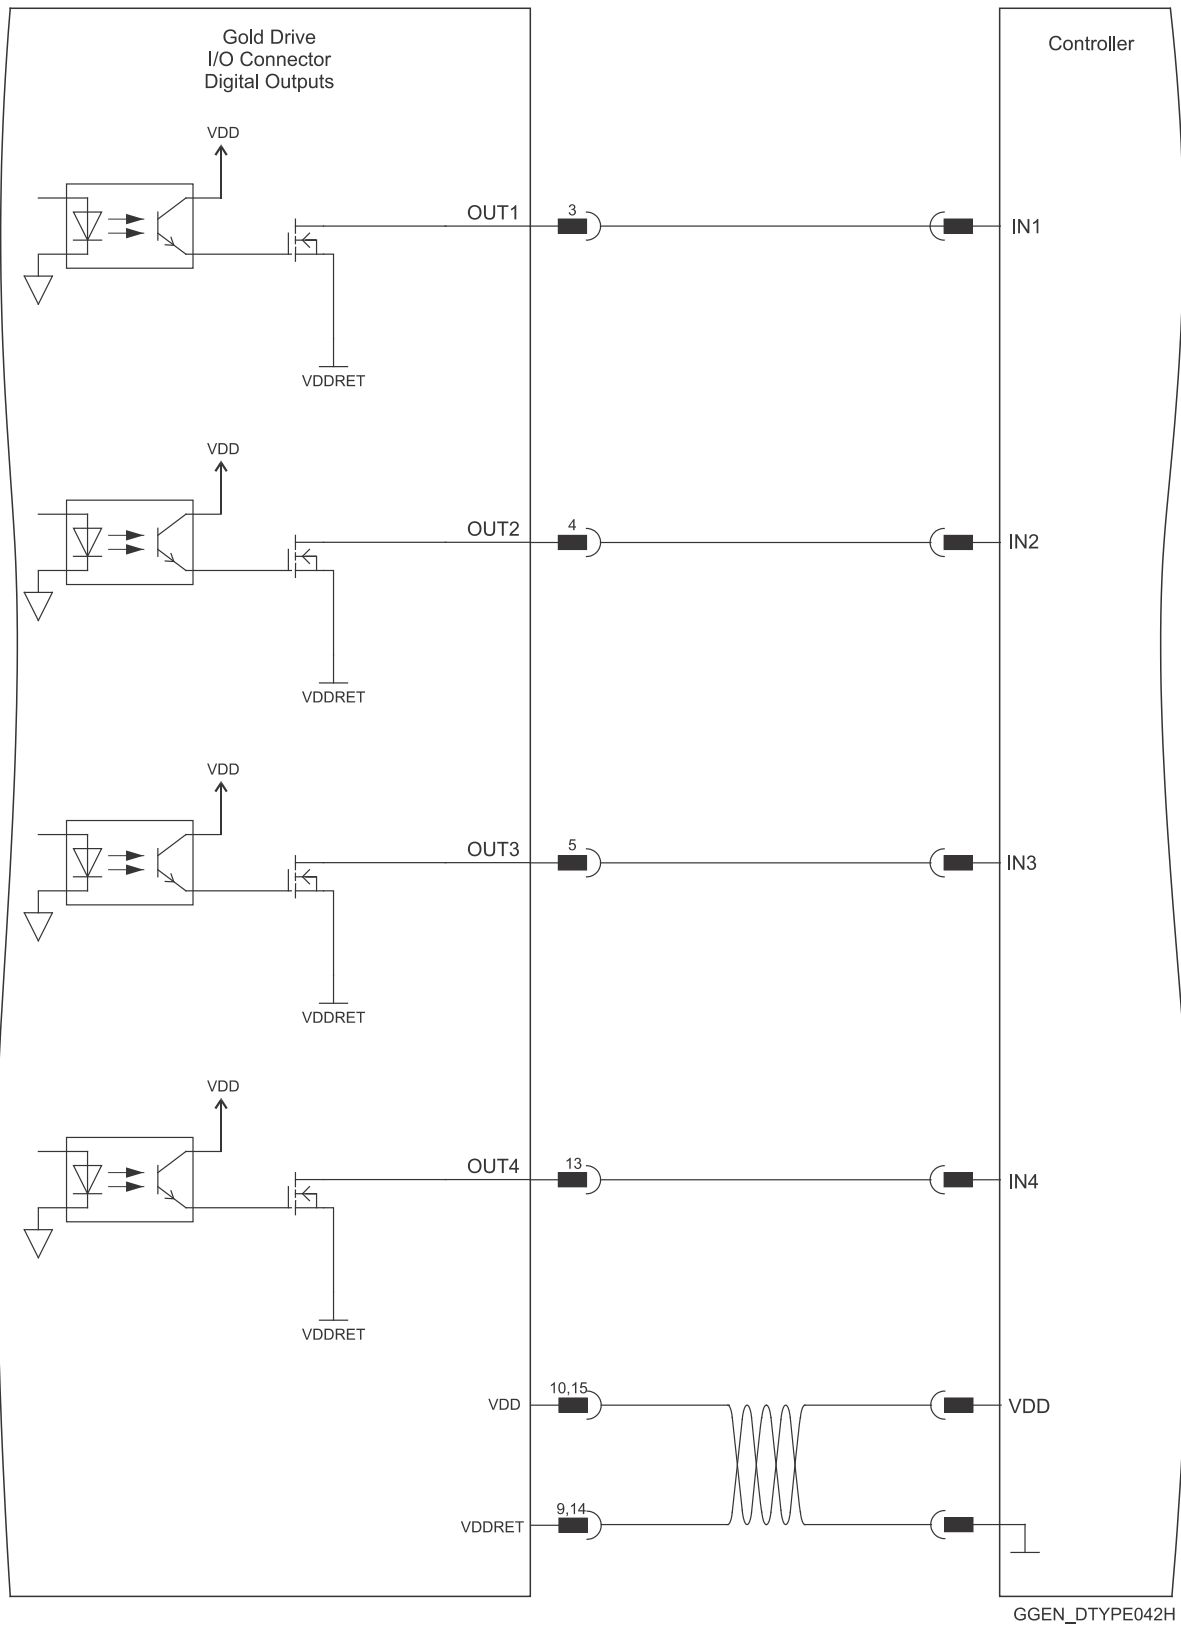 Gold Drive
I/O Connector
Digital Outputs
Controller
VDD
OUT1
3
IN1
VDDRET
VDD
OUT2
4
IN2
VDDRET
VDD
OUT3
5
IN3
VDDRET
VDD
OUT4
13
IN4
VDDRET
VDD
10,15
VDD
VDDRET
9,14
GGEN_DTYPE042H